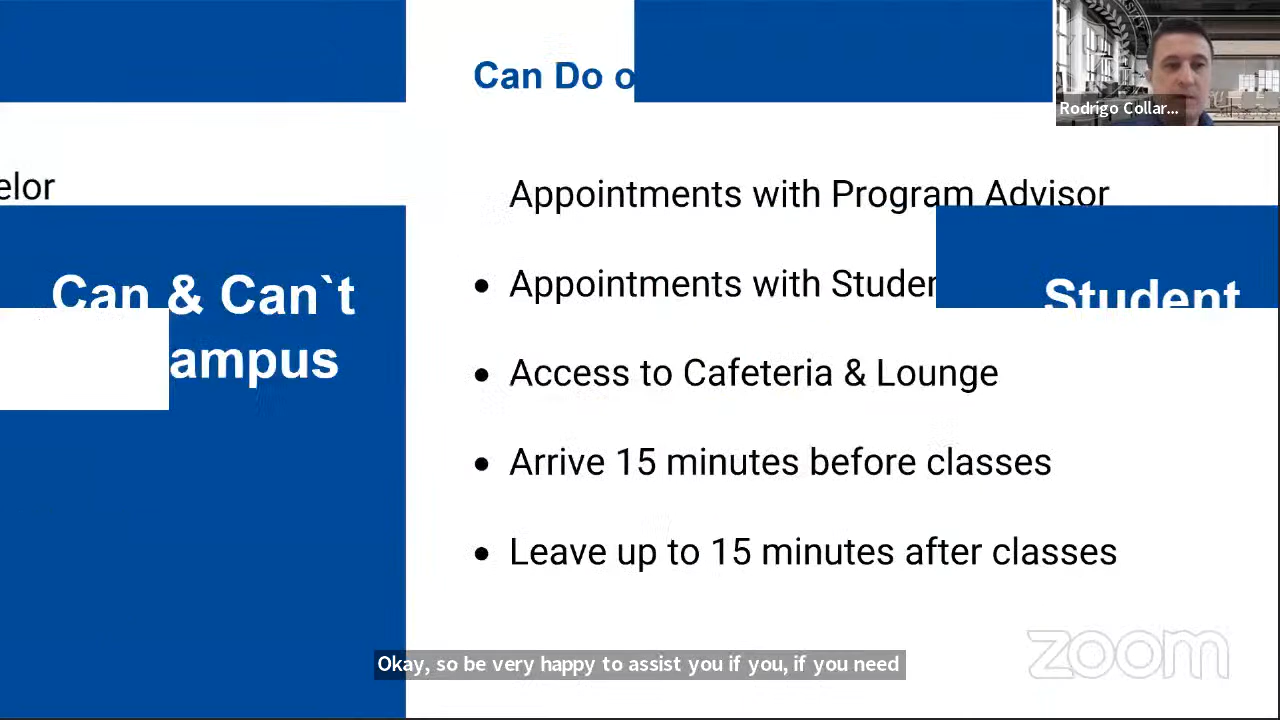 Can Do o
Rodrigo Collar...
elor
Appointments with Program Advisor
Can & Can`t
ampus
• Appointments with Studen
Student
• Access to Cafeteria & Lounge
• Arrive 15 minutes before classes
• Leave up to 15 minutes after classes
Okay, so be very happy to assist you if you, if you need
zoom